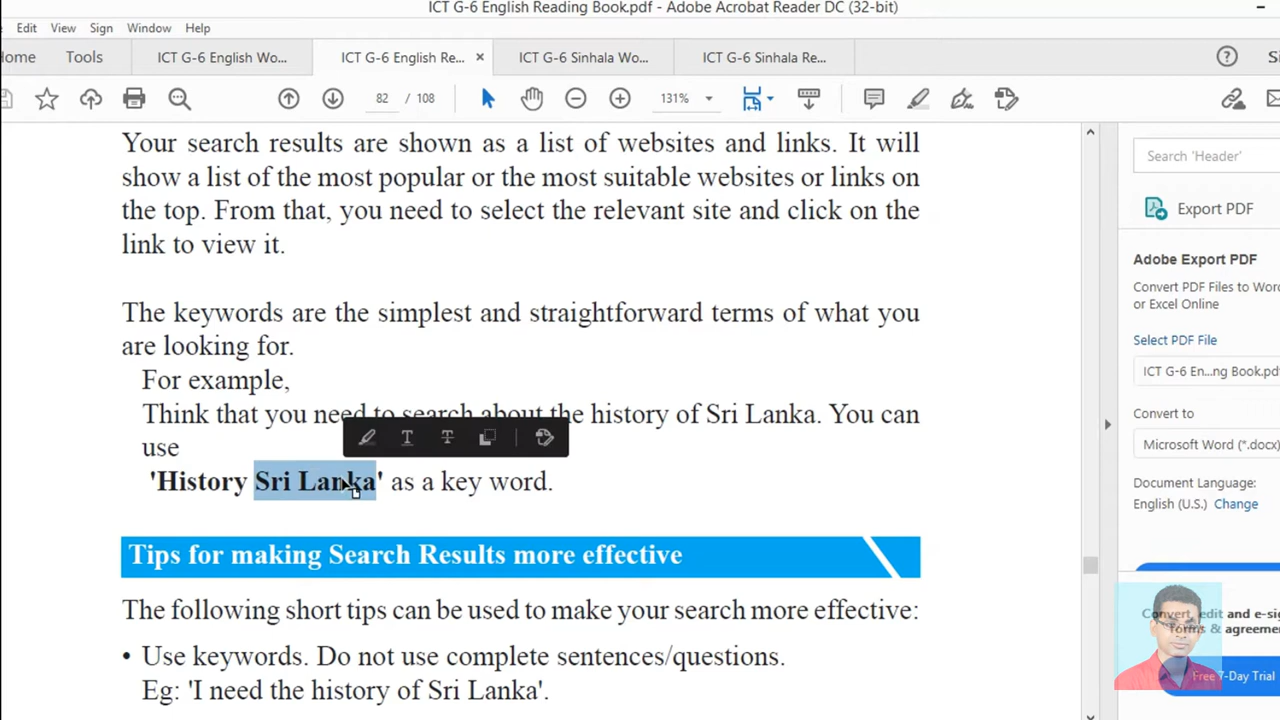 ICT G-6 English Reading Book.pdf - Adobe Acrobat Reader DC (32-bit)
Edit View Sign Window Help
Home Tools ICT G-6 English Wo... ICT G-6 English Re... × ICT G-6 Sinhala Wo... ICT G-6 Sinhala Re...
82 / 108 131%
Your search results are shown as a list of websites and links. It will
show a list of the most popular or the most suitable websites or links on
the top. From that, you need to select the relevant site and click on the
link to view it.
The keywords are the simplest and straightforward terms of what you
are looking for.
For example,
Think that you need to search about the history of Sri Lanka. You can
use
'History Sri Lanka' as a key word.
Tips for making Search Results more effective
The following short tips can be used to make your search more effective:
• Use keywords. Do not use complete sentences/questions.
Eg: 'I need the history of Sri Lanka'.
Search 'Header'
Export PDF
Adobe Export PDF
Convert PDF Files to Word
or Excel Online
Select PDF File
ICT G-6 En...ng Book.pdf
Convert to
Microsoft Word (*.docx)
Document Language:
English (U.S.) Change
Convert, edit and e-si
forms & agreeme
Free 7-Day Trial